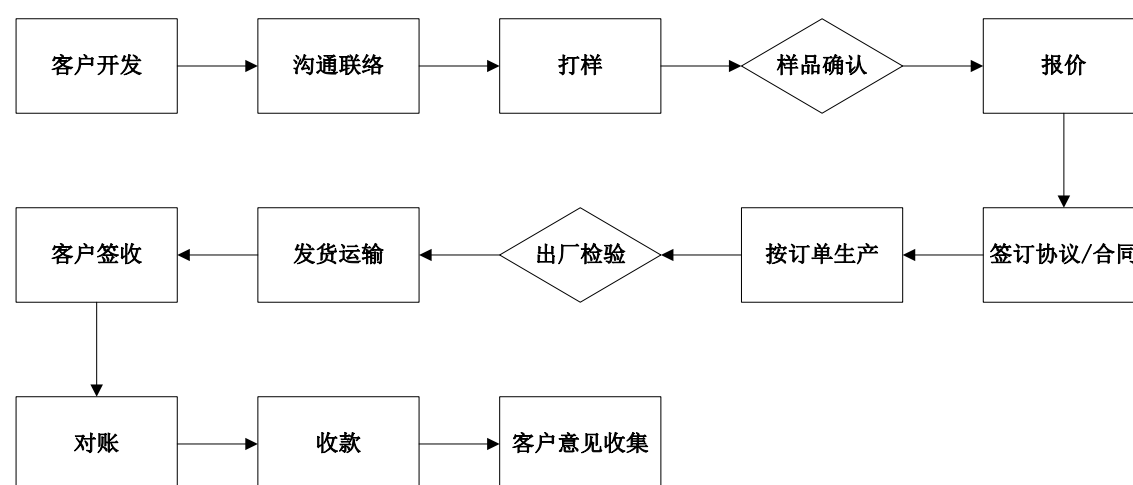 客户开发
沟通联络
打样
样品确认
报价
客户签收
发货运输
出厂检验
按订单生产
签订协议/合同
对账
收款
客户意见收集